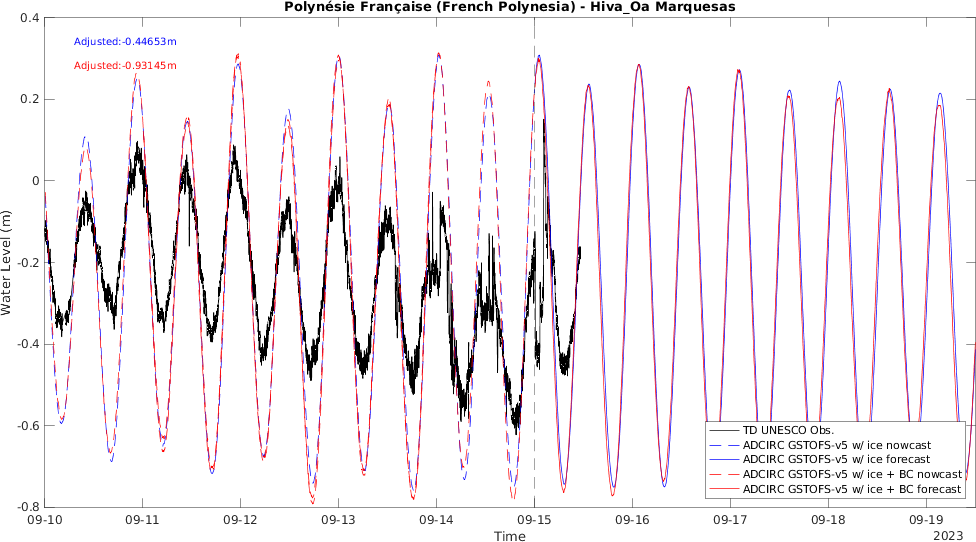 Polynésie Française (French Polynesia) - Hiva_Oa Marquesas
Adjusted:-0.44653m
Adjusted:-0.93145m
Water Level (m)
0.4
0.2
0
-0.2
-0.4
-0.6
-0.8
TD UNESCO Obs.
ADCIRC GSTOFS-v5 w/ ice nowcast
ADCIRC GSTOFS-v5 w/ ice forecast
ADCIRC GSTOFS-v5 w/ ice + BC nowcast
ADCIRC GSTOFS-v5 w/ ice + BC forecast
09-10 09-11 09-12 09-13 09-14 09-15 09-16 09-17 09-18 09-19
Time
2023